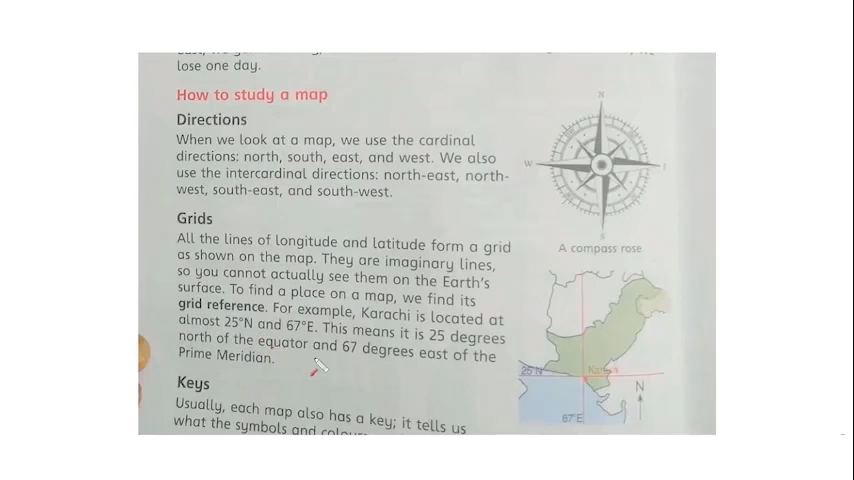 lose one day.
How to study a map
Directions
When we look at a map, we use the cardinal
directions: north, south, east, and west. We also
use the intercardinal directions: north-east, north-
west, south-east, and south-west.
Grids
All the lines of longitude and latitude form a grid
as shown on the map. They are imaginary lines,
so you cannot actually see them on the Earth's
surface. To find a place on a map, we find its
grid reference. For example, Karachi is located at
almost 25°N and 67°E. This means it is 25 degrees
north of the equator and 67 degrees east of the
Prime Meridian.
Keys
Usually, each map also has a key; it tells us
what the symbols and
N
W
S
A compass rose
25°N
N
67°E